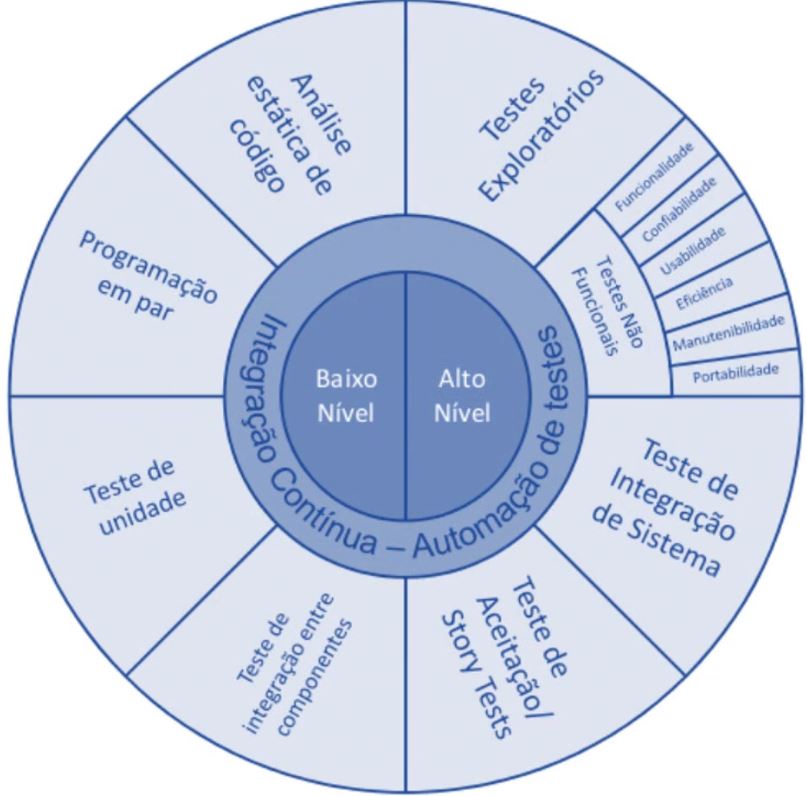 Análise
estática de
código
Testes
Exploratórios
Funcionalidade
Confiabilidade
Usabilidade
Eficiência
Manutenibilidade
Portabilidade
Testes Não
Funcionais
Programação
em par
Baixo
Nível
Alto
Nível
Integração Contínua – Automação de testes
Teste de
unidade
Teste de
Integração
de Sistema
Teste de
integração entre
componentes
Teste de
Aceitação/
Story Tests